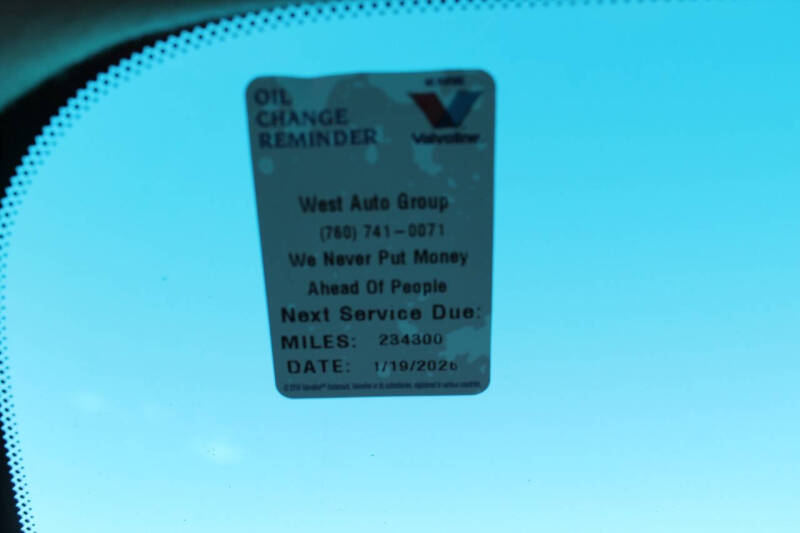 OIL
CHANGE
REMINDER
Valvoline
West Auto Group
(760) 741-0071
We Never Put Money
Ahead Of People
Next Service Due:
MILES: 234300
DATE: 1/19/2026